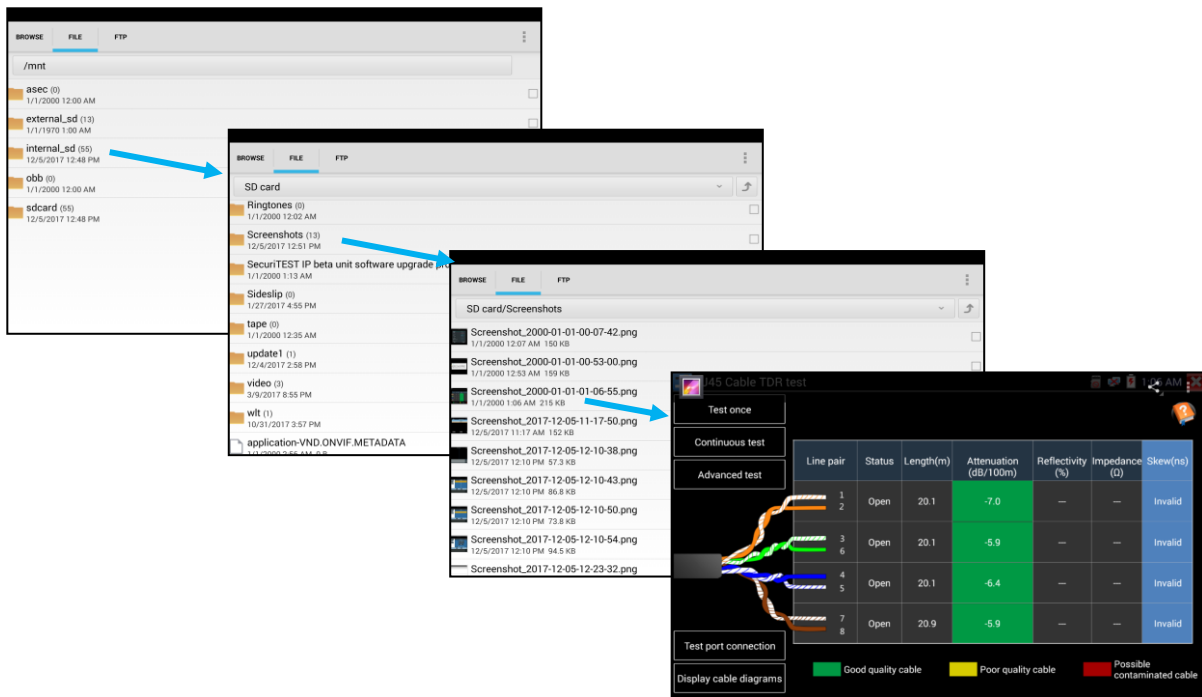 BROWSE FILE FTP
/mnt
asec (0)
1/1/2000 12:00 AM
external_sd (13)
1/1/1970 1:00 AM
internal_sd (55)
12/5/2017 12:48 PM
obb (0)
1/1/2000 12:00 AM
sdcard (55)
12/5/2017 12:48 PM
BROWSE FILE FTP
SD card
Ringtones (0)
1/1/2000 12:02 AM
Screenshots (13)
12/5/2017 12:51 PM
SecuriTEST IP beta unit software upgrade
1/1/2000 1:13 AM
Sideslip (0)
1/27/2017 4:55 PM
tape (0)
1/1/2000 12:35 AM
update1 (1)
12/4/2017 2:58 PM
video (3)
3/9/2017 8:55 PM
wlt (1)
10/31/2017 3:57 PM
application-VND.ONVIF.METADATA
BROWSE FILE FTP
SD card/Screenshots
Screenshot_2000-01-01-00-07-42.png
1/1/2000 12:07 AM 150 KB
Screenshot_2000-01-01-00-53-00.png
1/1/2000 12:53 AM 159 KB
Screenshot_2000-01-01-01-06-55.png
1/1/2000 1:06 AM 215 KB
Screenshot_2017-12-05-11-17-50.png
12/5/2017 11:17 AM 152 KB
Screenshot_2017-12-05-12-10-38.png
12/5/2017 12:10 PM 57.3 KB
Screenshot_2017-12-05-12-10-43.png
12/5/2017 12:10 PM 86.8 KB
Screenshot_2017-12-05-12-10-50.png
12/5/2017 12:10 PM 73.8 KB
Screenshot_2017-12-05-12-10-54.png
12/5/2017 12:10 PM 94.5 KB
Screenshot_2017-12-05-12-23-32.png
J45 Cable TDR test
Test once
Continuous test
Advanced test
Test port connection
Display cable diagrams
Line pair Status Length(m) Attenuation (dB/100m) Reflectivity (%) Impedance (Ω) Skew(ns)
1 2 Open 20.1 -7.0 — — Invalid
3 6 Open 20.1 -5.9 — — Invalid
4 5 Open 20.1 -6.4 — — Invalid
7 8 Open 20.9 -5.9 — — Invalid
Good quality cable
Poor quality cable
Possible contaminated cable